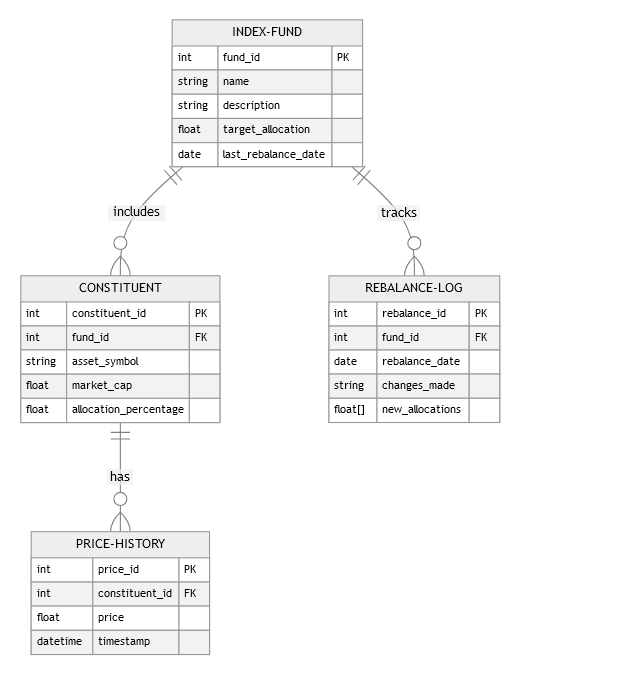 INDEX-FUND
int fund_id PK
string name
string description
float target_allocation
date last_rebalance_date
includes
tracks
CONSTITUENT
int constituent_id PK
int fund_id FK
string asset_symbol
float market_cap
float allocation_percentage
REBALANCE-LOG
int rebalance_id PK
int fund_id FK
date rebalance_date
string changes_made
float[] new_allocations
has
PRICE-HISTORY
int price_id PK
int constituent_id FK
float price
datetime timestamp